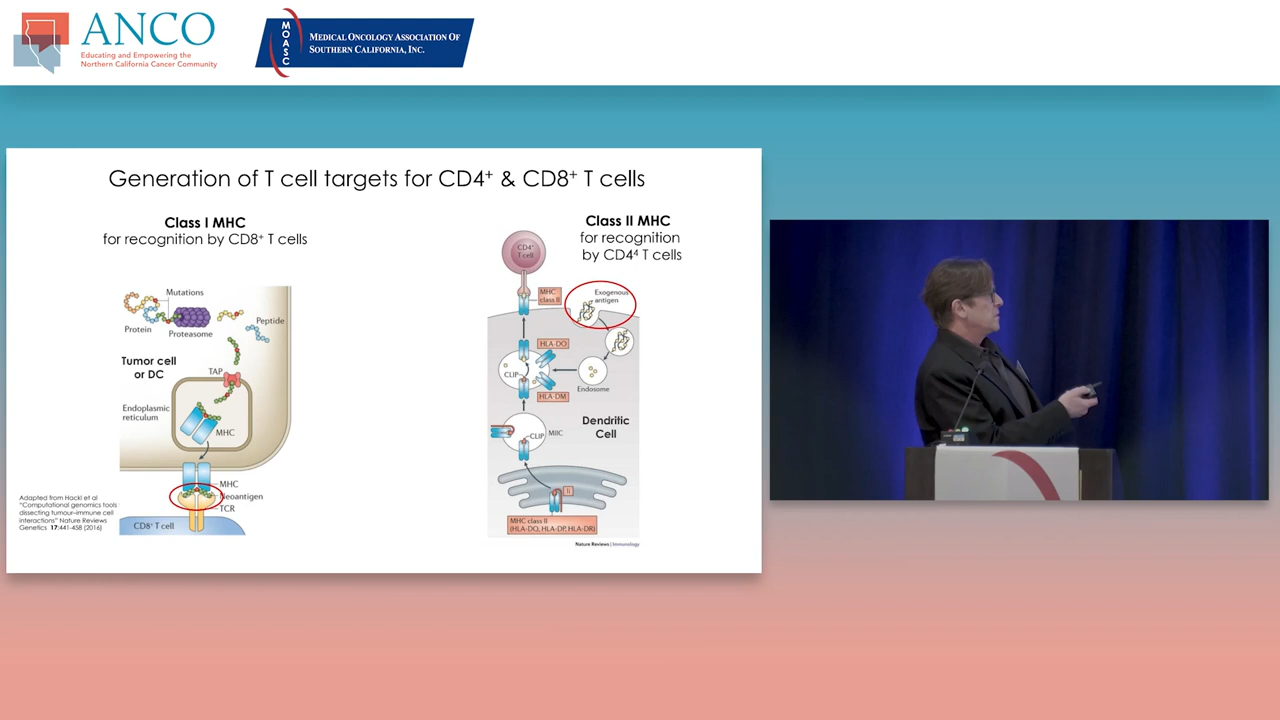 ANCO
Educating and Empowering the
Northern California Cancer Community
MOASC
MEDICAL ONCOLOGY ASSOCIATION OF
SOUTHERN CALIFORNIA, INC.
Generation of T cell targets for CD4⁺ & CD8⁺ T cells
Class I MHC
for recognition by CD8⁺ T cells
Mutations
Protein
Proteasome
Peptide
Tumor cell
or DC
TAP
Endoplasmic
reticulum
MHC
MHC
Neoantigen
TCR
CD8⁺ T cell
Adapted from Hackl et al
"Computational genomics tools
dissecting tumour-immune cell
interactions" Nature Reviews
Genetics 17:441-458 (2016)
Class II MHC
for recognition
by CD4⁴ T cells
CD4⁺
T cell
MHC
class II
Exogenous
antigen
HLA-DO
CLIP
Endosome
HLA-DM
Dendritic
Cell
CLIP
MIIC
Ii
MHC class II
(HLA-DO, HLA-DP, HLA-DR)
Nature Reviews | Immunology